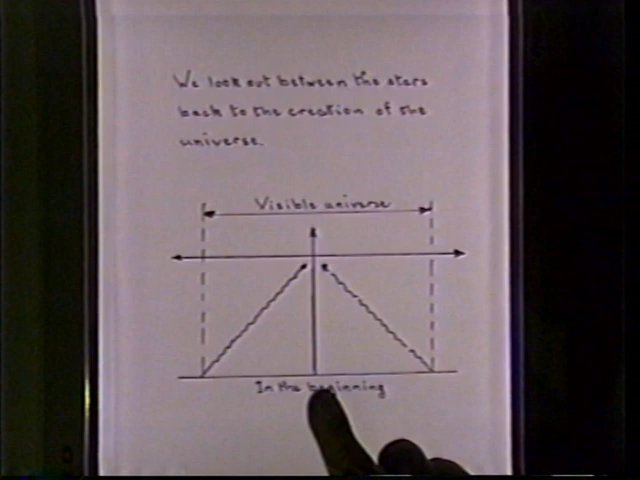 We look out between the stars
back to the creation of the
universe.
Visible universe
In the beginning